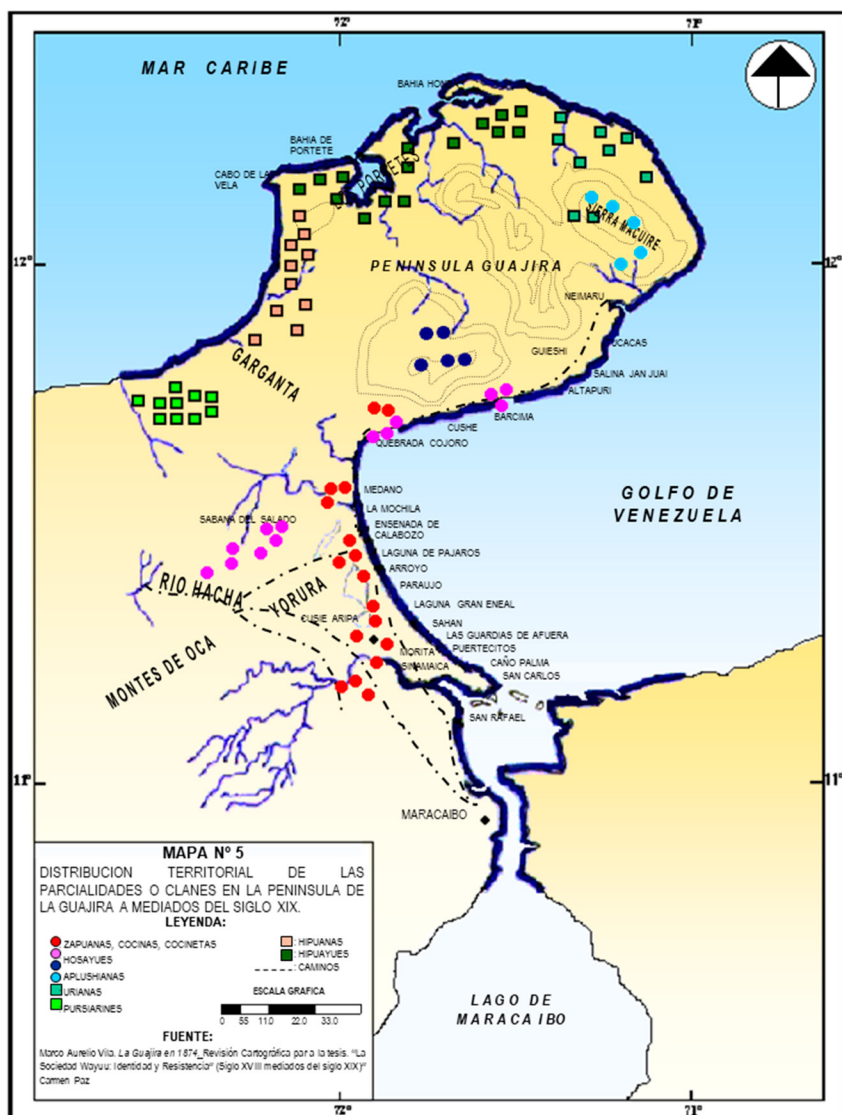 72°
71°
MAR CARIBE
BAHIA HON
BAHIA DE
PORTETE
CABO DE LA
VELA
LOS PORTETES
SIERRA MACUIRE
12°
12°
PENINSULA GUAJIRA
NEIMARU
GUIESHI
UCACAS
SALINA JAN JUAI
ALTAPURI
GARGANTA
BARCIMA
CUSHE
QUEBRADA COJORO
MEDANO
GOLFO DE
VENEZUELA
LA MOCHILA
SABANA DEL SALADO
ENSENADA DE
CALABOZO
LAGUNA DE PAJAROS
ARROYO
RIO HACHA
YORURA
PARAUJO
LAGUNA GRAN ENEAL
CUSIE ARIPA
SAHAN
LAS GUARDIAS DE AFUERA
MONTES DE OCA
MORITA
PUERTECITOS
SINAMAICA
CAÑO PALMA
SAN CARLOS
SAN RAFAEL
11°
11°
MARACAIBO
MAPA Nº 5
DISTRIBUCION TERRITORIAL DE LAS
PARCIALIDADES O CLANES EN LA PENINSULA DE
LA GUAJIRA A MEDIADOS DEL SIGLO XIX.
LEYENDA:
ZAPUANAS, COCINAS, COCINETAS
HOSAYUES
APLUSHIANAS
URIANAS
: PURSIARINES
: HIPUANAS
: HIPUAYUES
: CAMINOS
ESCALA GRAFICA
0 55 11.0 22.0 33.0
FUENTE:
Marco Aurelio Vila. La Guajira en 1874_Revisión Cartográfica par a la tesis. "La
Sociedad Wayuu: Identidad y Resistencia" (Siglo XVIII mediados del siglo XIX)"
Carmen Paz
LAGO DE
MARACAIBO
72°
71°